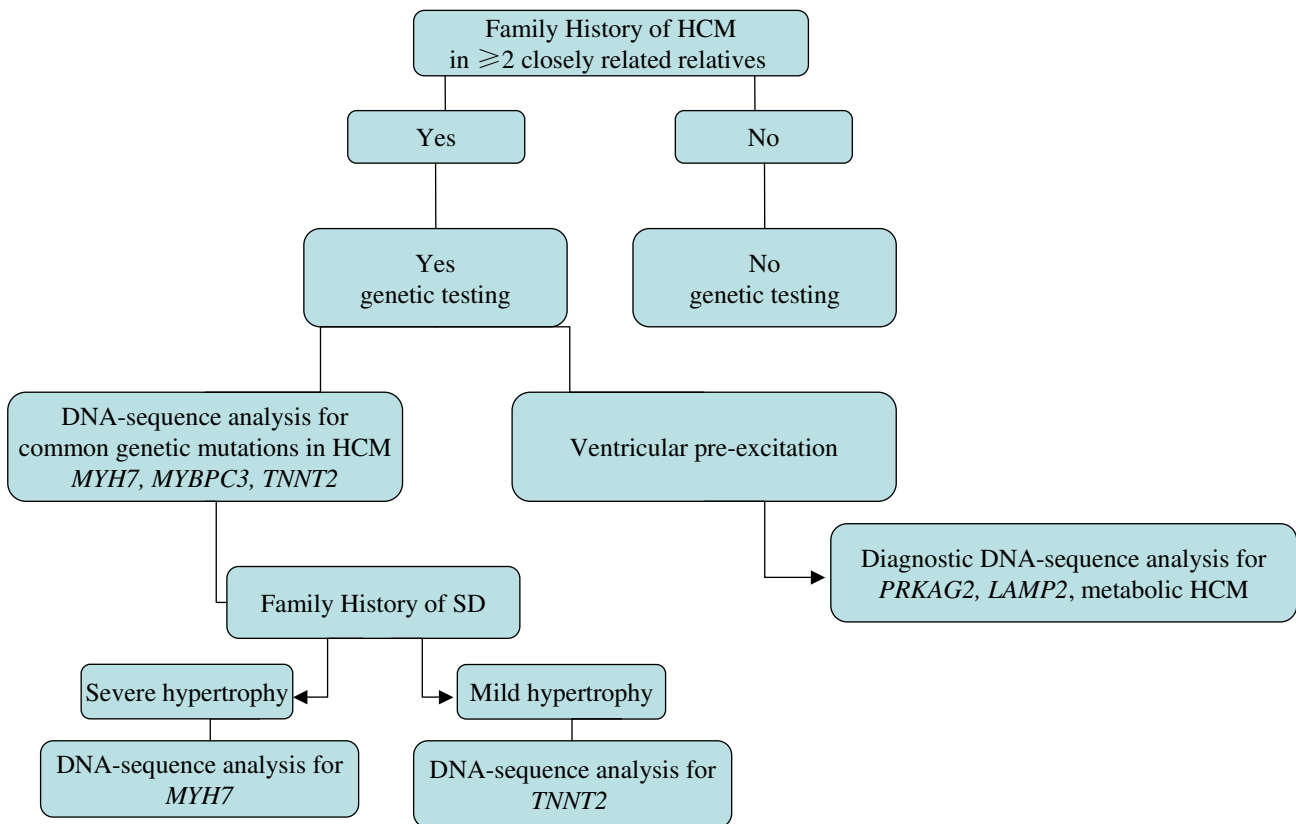 Family History of HCM
in ≥2 closely related relatives
Yes
No
Yes
genetic testing
No
genetic testing
DNA-sequence analysis for
common genetic mutations in HCM
MYH7, MYBPC3, TNNT2
Ventricular pre-excitation
Diagnostic DNA-sequence analysis for
PRKAG2, LAMP2, metabolic HCM
Family History of SD
Severe hypertrophy
Mild hypertrophy
DNA-sequence analysis for
MYH7
DNA-sequence analysis for
TNNT2